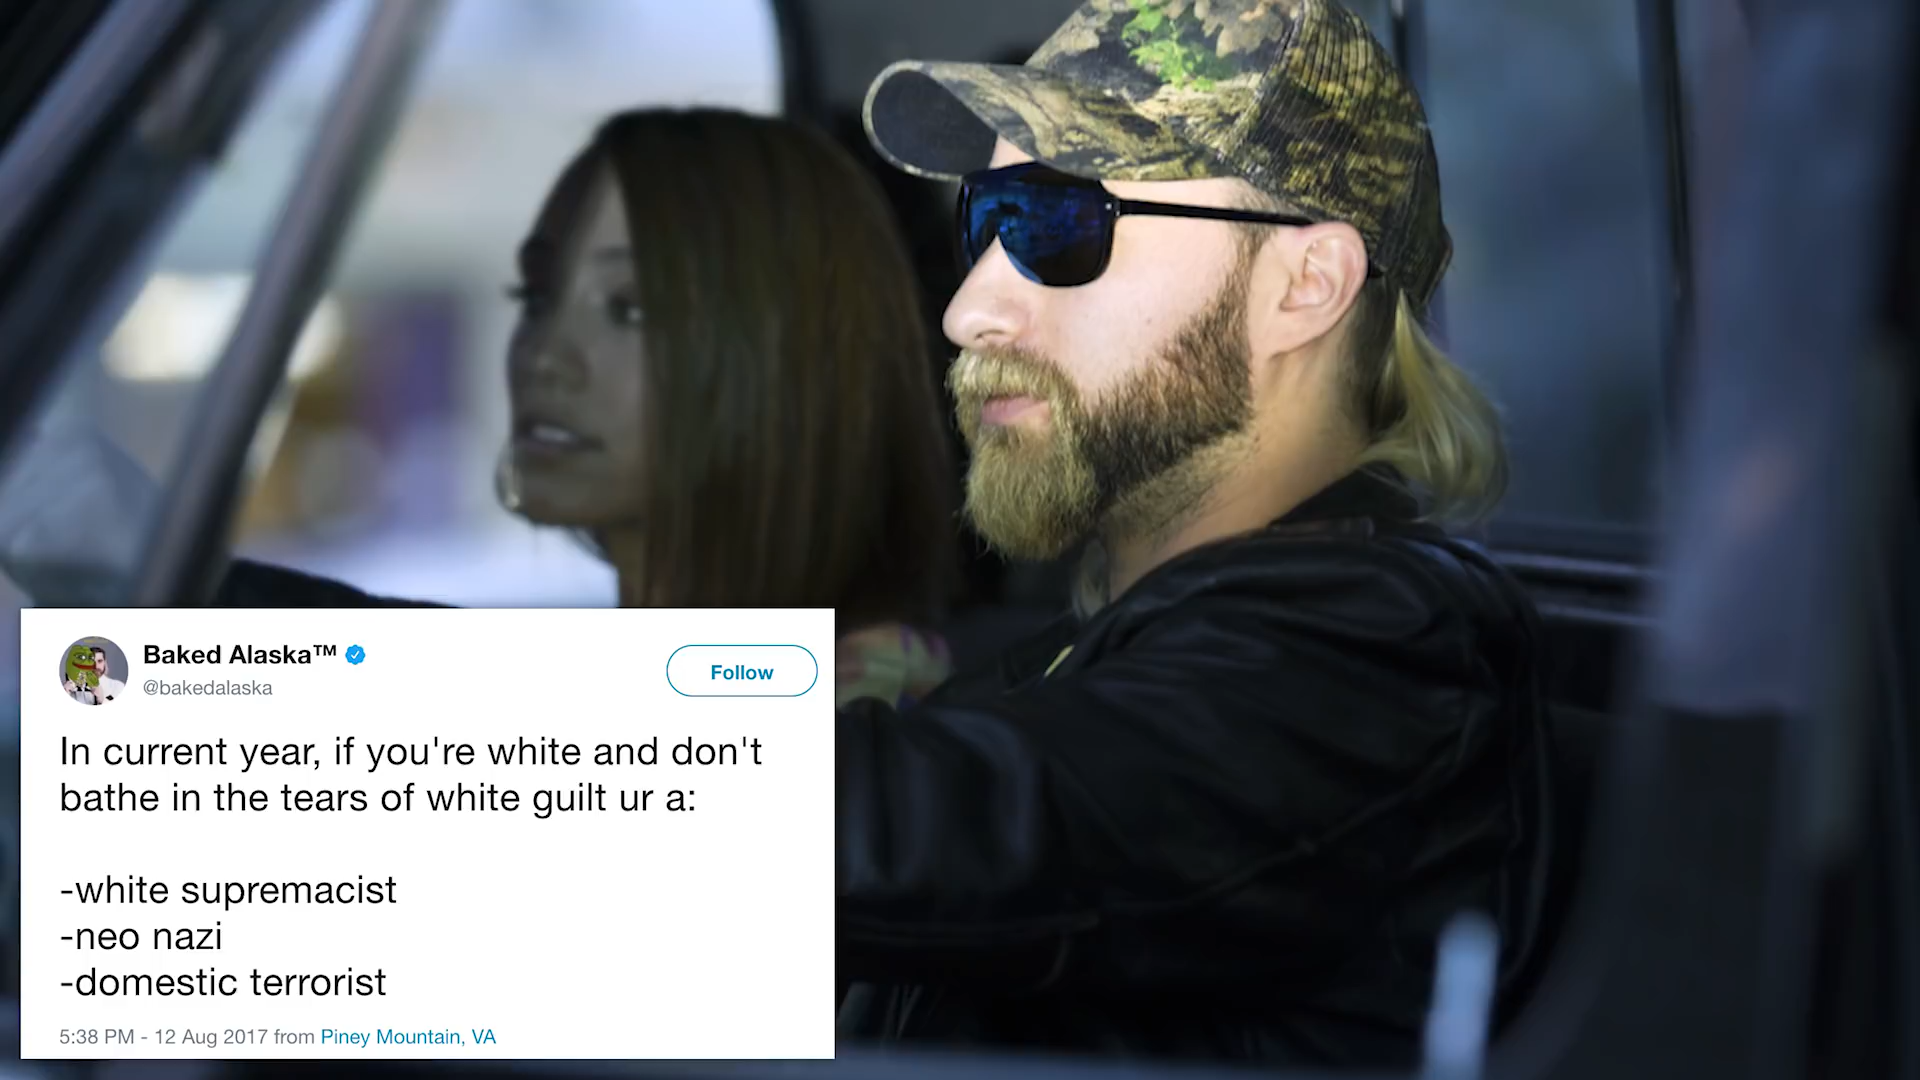 Baked Alaska™
@bakedalaska
Follow
In current year, if you're white and don't
bathe in the tears of white guilt ur a:
-white supremacist
-neo nazi
-domestic terrorist
5:38 PM - 12 Aug 2017 from Piney Mountain, VA